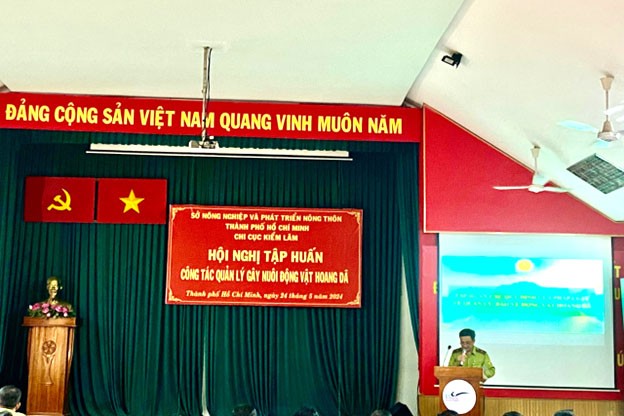 ĐẢNG CỘNG SẢN VIỆT NAM QUANG VINH MUÔN NĂM
SỞ NÔNG NGHIỆP VÀ PHÁT TRIỂN NÔNG THÔN
THÀNH PHỐ HỒ CHÍ MINH
CHI CỤC KIỂM LÂM
HỘI NGHỊ TẬP HUẤN
CÔNG TÁC QUẢN LÝ GÂY NUÔI ĐỘNG VẬT HOANG DÃ
Thành phố Hồ Chí Minh, ngày 24 tháng 5 năm 2024